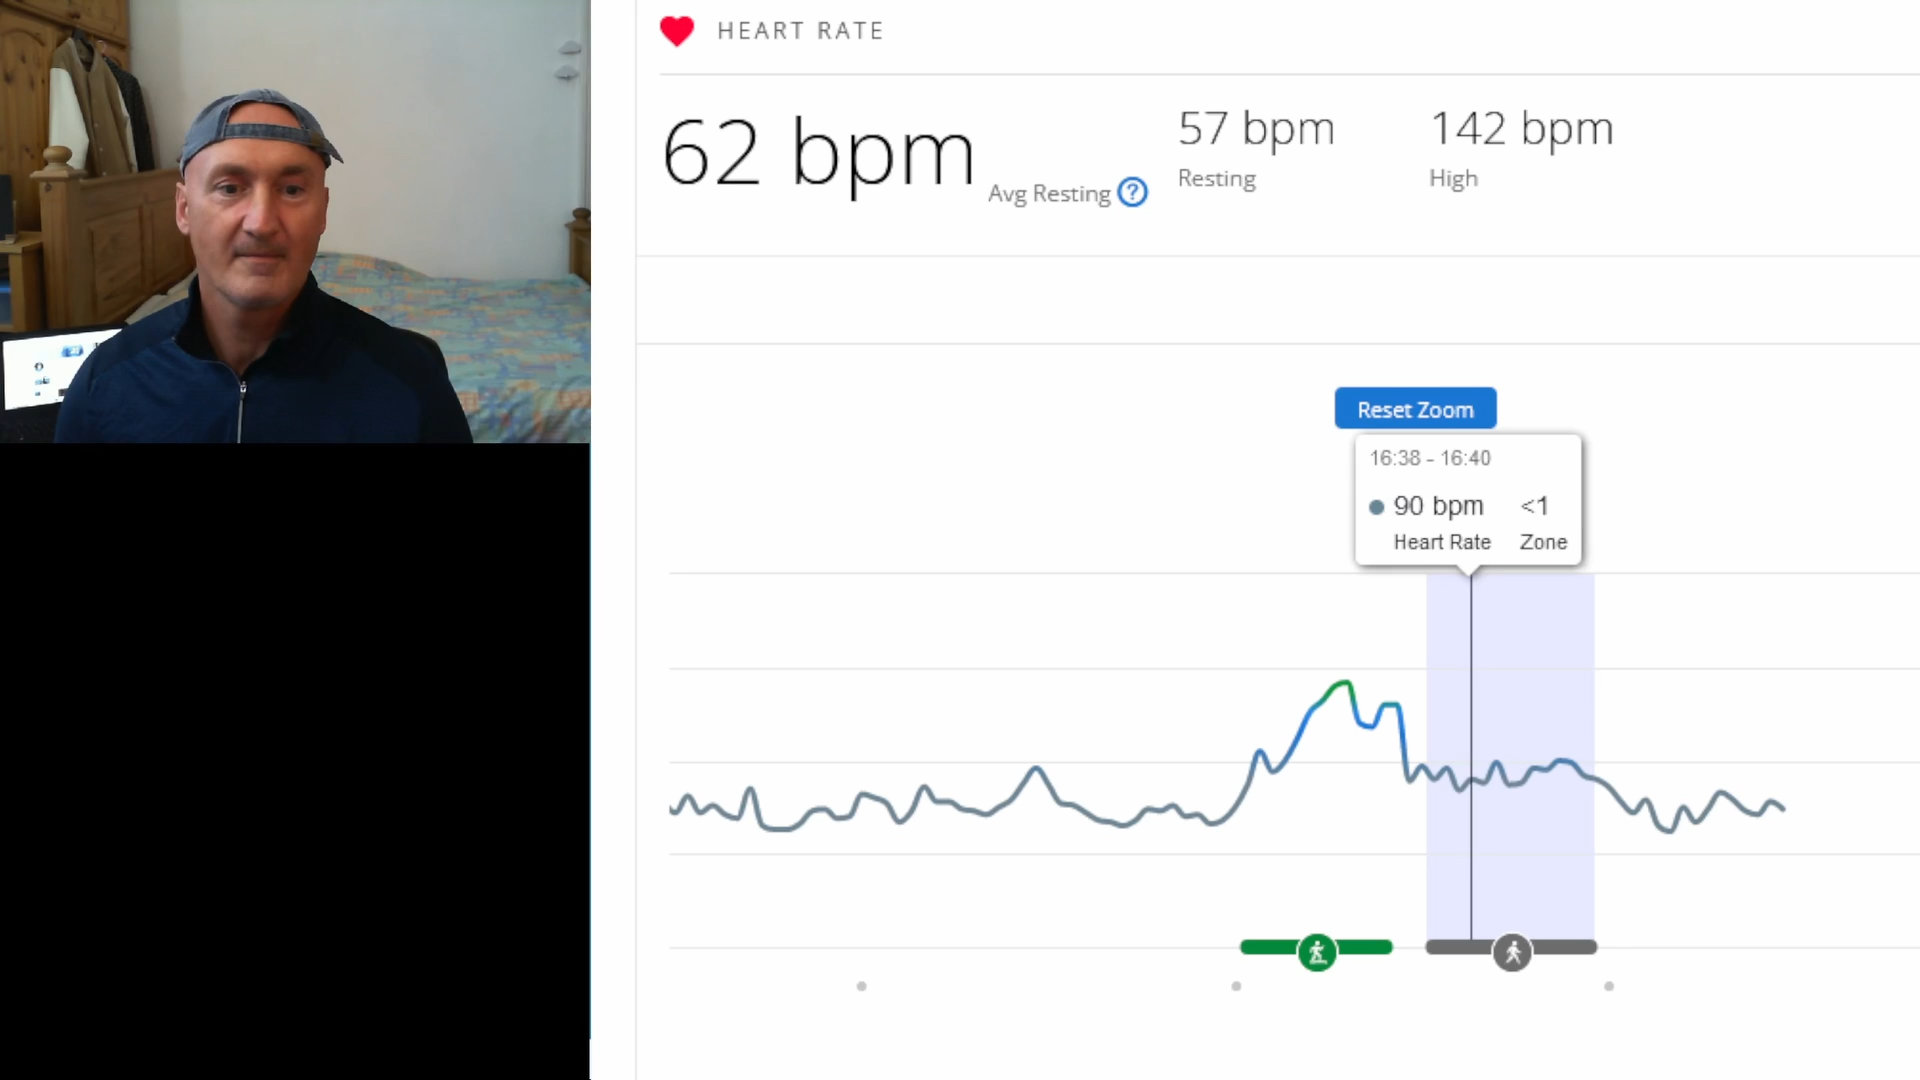 HEART RATE
62 bpm
Avg Resting ?
57 bpm
Resting
142 bpm
High
Reset Zoom
16:38 - 16:40
90 bpm <1
Heart Rate Zone